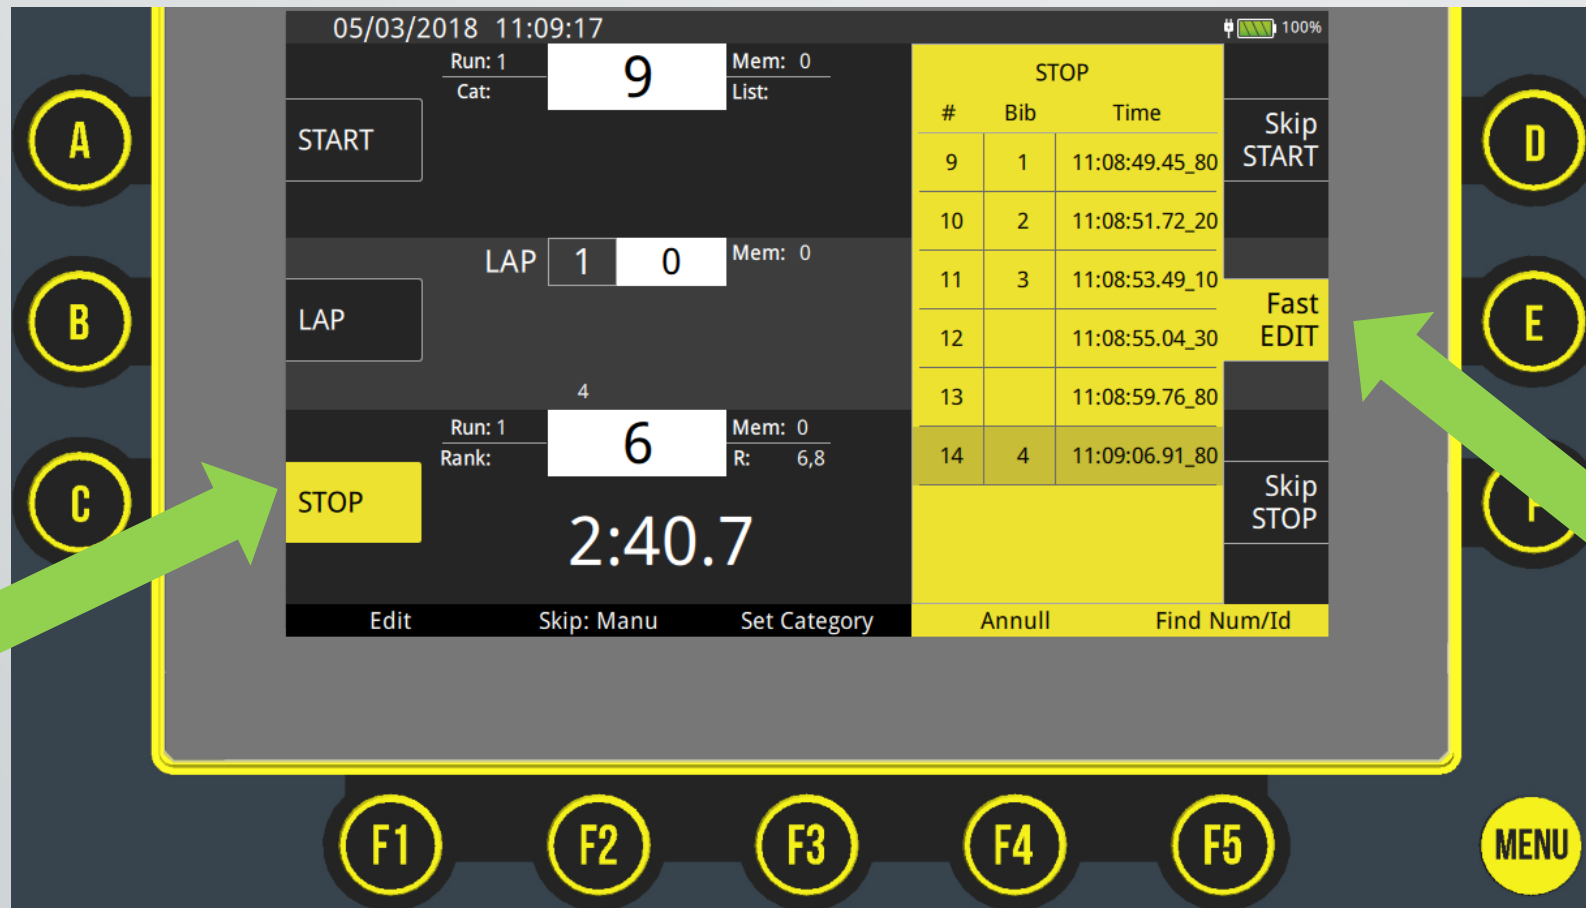 05/03/2018 11:09:17
100%
Run: 1
9
Mem: 0
Cat:
List:
START
LAP 1 0
Mem: 0
LAP
4
Run: 1
6
Mem: 0
Rank:
R: 6,8
STOP
2:40.7
STOP
# Bib Time
9 1 11:08:49.45_80
10 2 11:08:51.72_20
11 3 11:08:53.49_10
12 11:08:55.04_30
13 11:08:59.76_80
14 4 11:09:06.91_80
Skip
START
Fast
EDIT
Skip
STOP
Edit Skip: Manu Set Category Annull Find Num/Id
A
B
C
D
E
F1 F2 F3 F4 F5 MENU